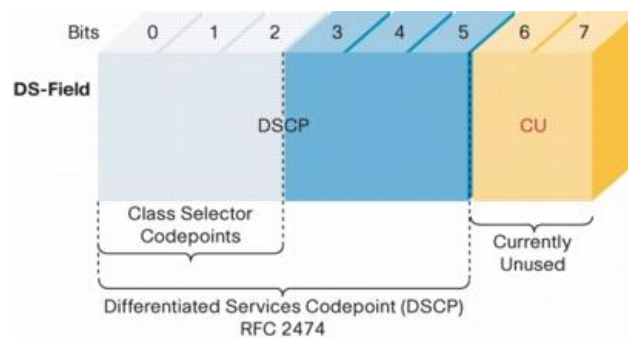 Bits 0 1 2 3 4 5 6 7
DS-Field
DSCP CU
Class Selector
Codepoints
Currently
Unused
Differentiated Services Codepoint (DSCP)
RFC 2474